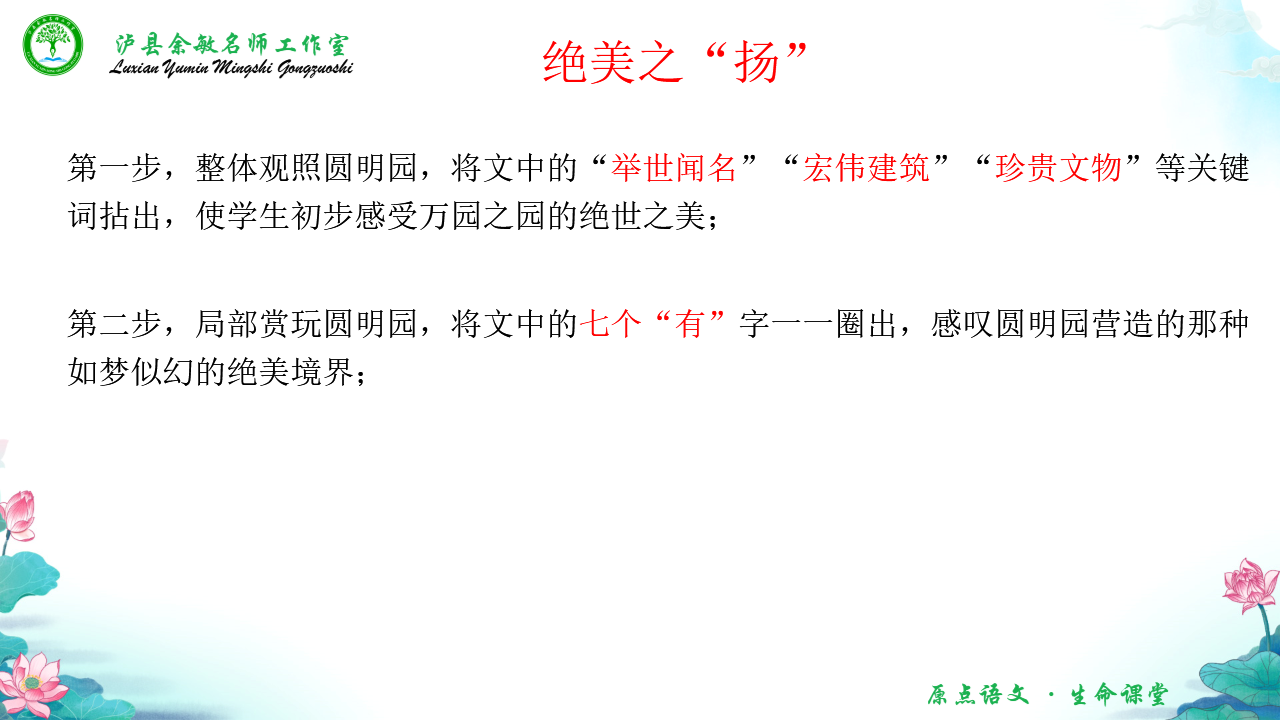 泸县余敏名师工作室
Luxian Yumin Mingshi Gongzuoshi
绝美之“扬”
第一步，整体观照圆明园，将文中的“举世闻名”“宏伟建筑”“珍贵文物”等关键
词拈出，使学生初步感受万园之园的绝世之美；
第二步，局部赏玩圆明园，将文中的七个“有”字一一圈出，感叹圆明园营造的那种
如梦似幻的绝美境界；
原点语文 · 生命课堂